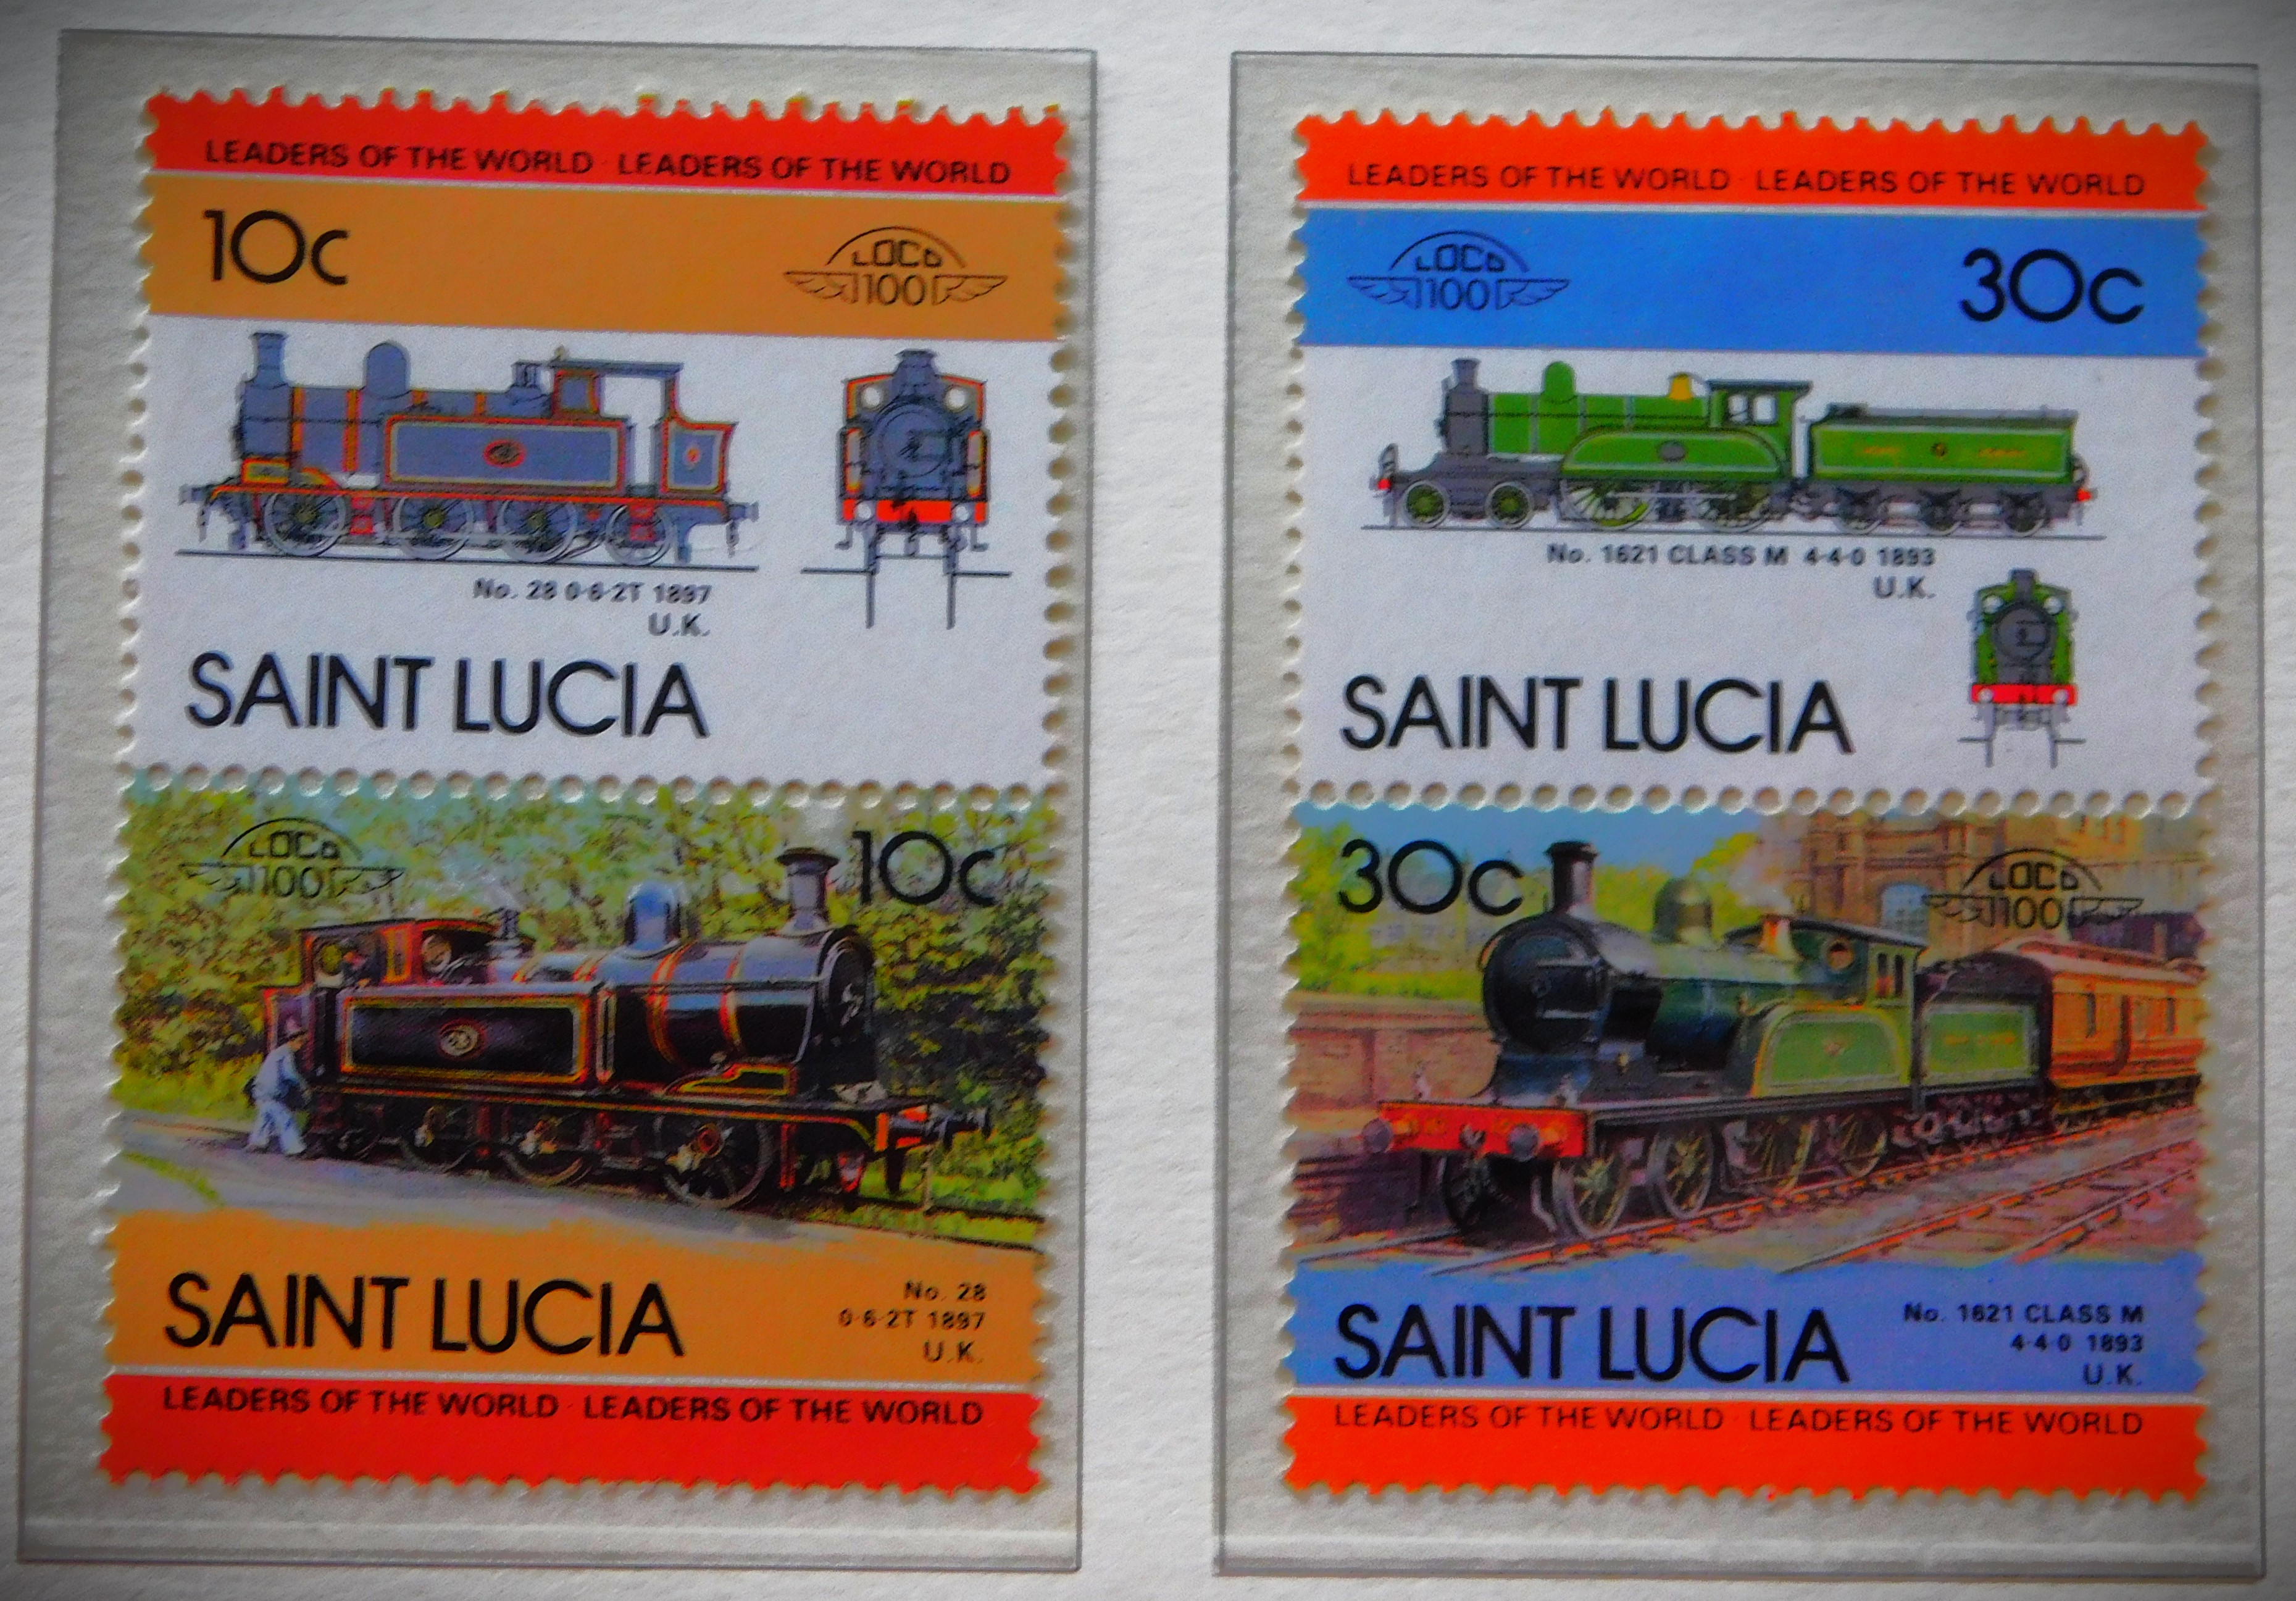 LEADERS OF THE WORLD · LEADERS OF THE WORLD
10c
LOCO
100
No. 28 0-6-2T 1897
U.K.
SAINT LUCIA
LOCO
100
10c
SAINT LUCIA
No. 28
0-6-2T 1897
U.K.
LEADERS OF THE WORLD · LEADERS OF THE WORLD
LEADERS OF THE WORLD · LEADERS OF THE WORLD
LOCO
100
30c
No. 1621 CLASS M 4-4-0 1893
U.K.
SAINT LUCIA
30c
LOCO
100
SAINT LUCIA
No. 1621 CLASS M
4-4-0 1893
U.K.
LEADERS OF THE WORLD · LEADERS OF THE WORLD